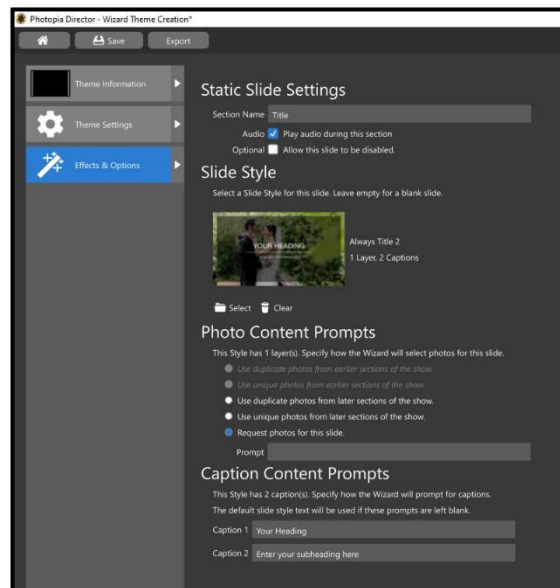 Photopia Director - Wizard Theme Creation*
Save
Export
Theme Information
Theme Settings
Effects & Options
Static Slide Settings
Section Name Title
Audio Play audio during this section
Optional Allow this slide to be disabled.
Slide Style
Select a Slide Style for this slide. Leave empty for a blank slide.
YOUR HEADING
Always Title 2
1 Layer, 2 Captions
Select Clear
Photo Content Prompts
This Style has 1 layer(s). Specify how the Wizard will select photos for this slide.
Use duplicate photos from earlier sections of the show.
Use unique photos from earlier sections of the show.
Use duplicate photos from later sections of the show.
Use unique photos from later sections of the show.
Request photos for this slide.
Prompt
Caption Content Prompts
This Style has 2 caption(s). Specify how the Wizard will prompt for captions.
The default slide style text will be used if these prompts are left blank.
Caption 1 Your Heading
Caption 2 Enter your subheading here